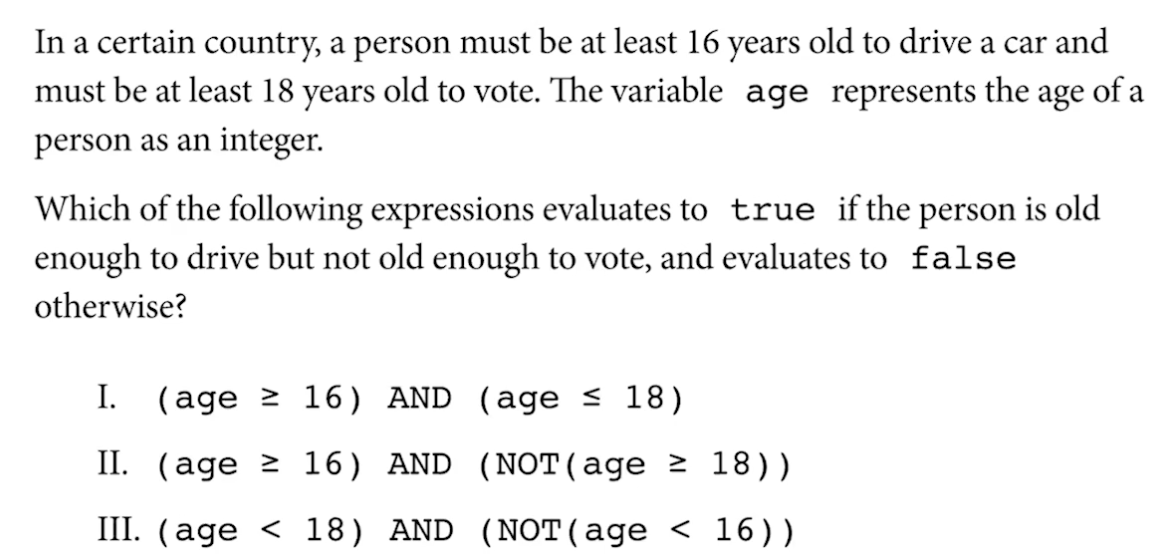 In a certain country, a person must be at least 16 years old to drive a car and
must be at least 18 years old to vote. The variable age represents the age of a
person as an integer.
Which of the following expressions evaluates to true if the person is old
enough to drive but not old enough to vote, and evaluates to false
otherwise?
I. (age ≥ 16) AND (age ≤ 18)
II. (age ≥ 16) AND (NOT(age ≥ 18))
III. (age < 18) AND (NOT(age < 16))